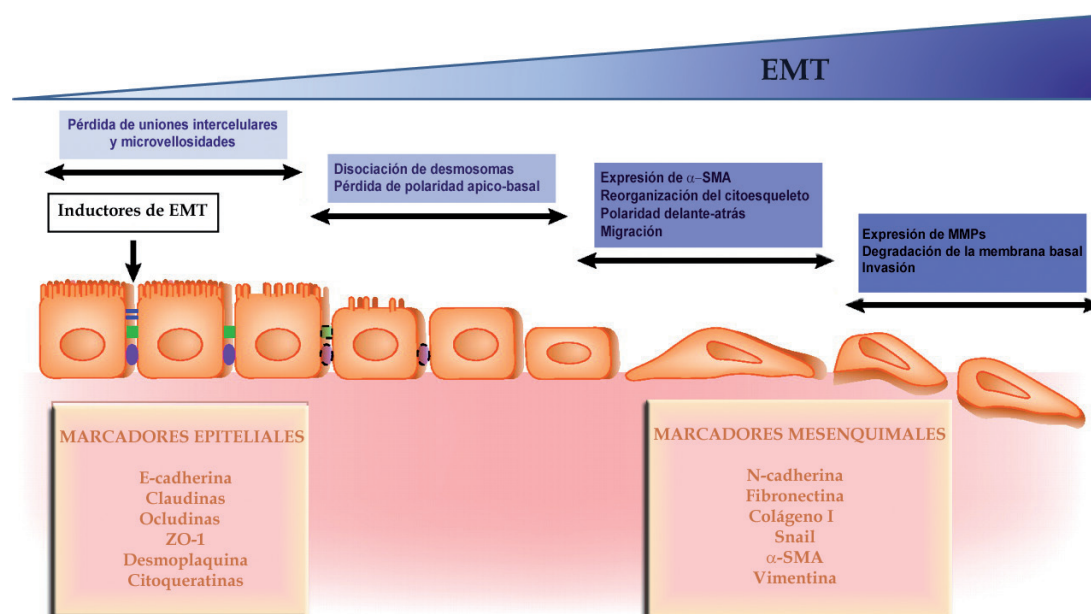 EMT
Pérdida de uniones intercelulares
y microvellosidades
Inductores de EMT
Disociación de desmosomas
Pérdida de polaridad apico-basal
Expresión de α–SMA
Reorganización del citoesqueleto
Polaridad delante-atrás
Migración
Expresión de MMPs
Degradación de la membrana basal
Invasión
MARCADORES EPITELIALES
E-cadherina
Claudinas
Ocludinas
ZO-1
Desmoplaquina
Citoqueratinas
MARCADORES MESENQUIMALES
N-cadherina
Fibronectina
Colágeno I
Snail
α-SMA
Vimentina